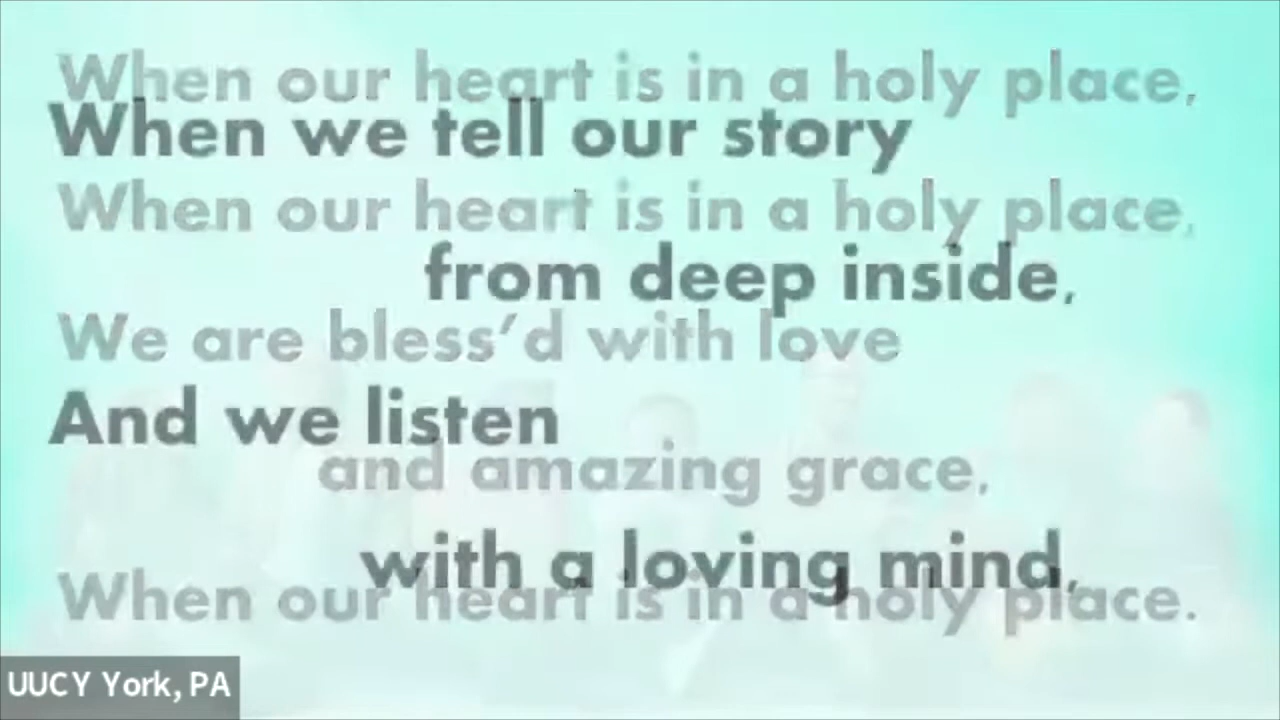 When our heart is in a holy place,
When we tell our story
When our heart is in a holy place,
from deep inside,
We are bless’d with love
And we listen
and amazing grace,
with a loving mind,
When our heart is in a holy place.
UUCY York, PA